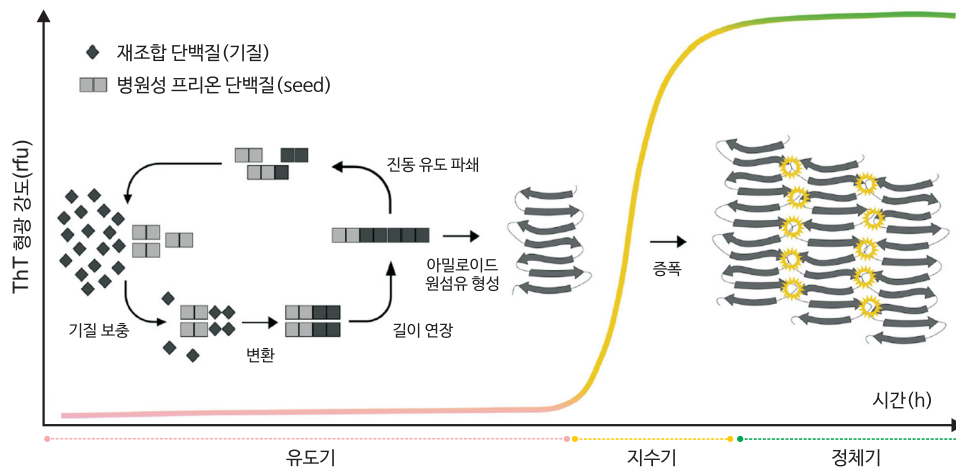 재조합 단백질(기질)
병원성 프리온 단백질(seed)
ThT 형광 강도(rfu)
진동 유도 파쇄
아밀로이드
원섬유 형성
증폭
기질 보충
변환
길이 연장
시간(h)
유도기
지수기
정체기